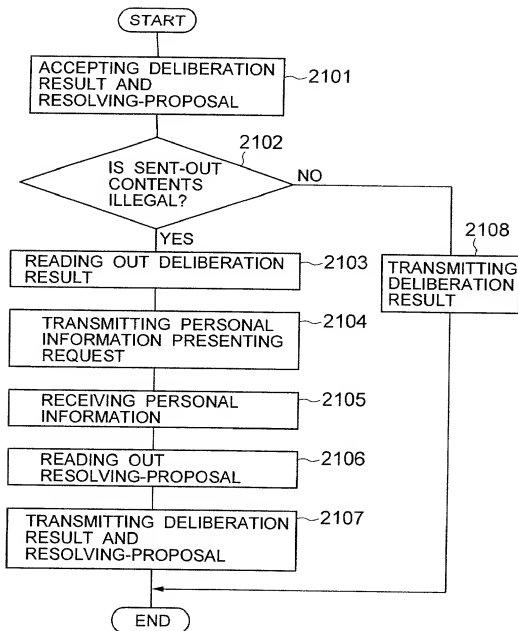 START
ACCEPTING DELIBERATION
RESULT AND
RESOLVING-PROPOSAL
2101
2102
IS SENT-OUT
CONTENTS
ILLEGAL?
NO
YES
2108
READING OUT DELIBERATION
RESULT
2103
TRANSMITTING
DELIBERATION
RESULT
TRANSMITTING PERSONAL
INFORMATION PRESENTING
REQUEST
2104
RECEIVING PERSONAL
INFORMATION
2105
READING OUT
RESOLVING-PROPOSAL
2106
TRANSMITTING DELIBERATION
RESULT AND
RESOLVING-PROPOSAL
2107
END